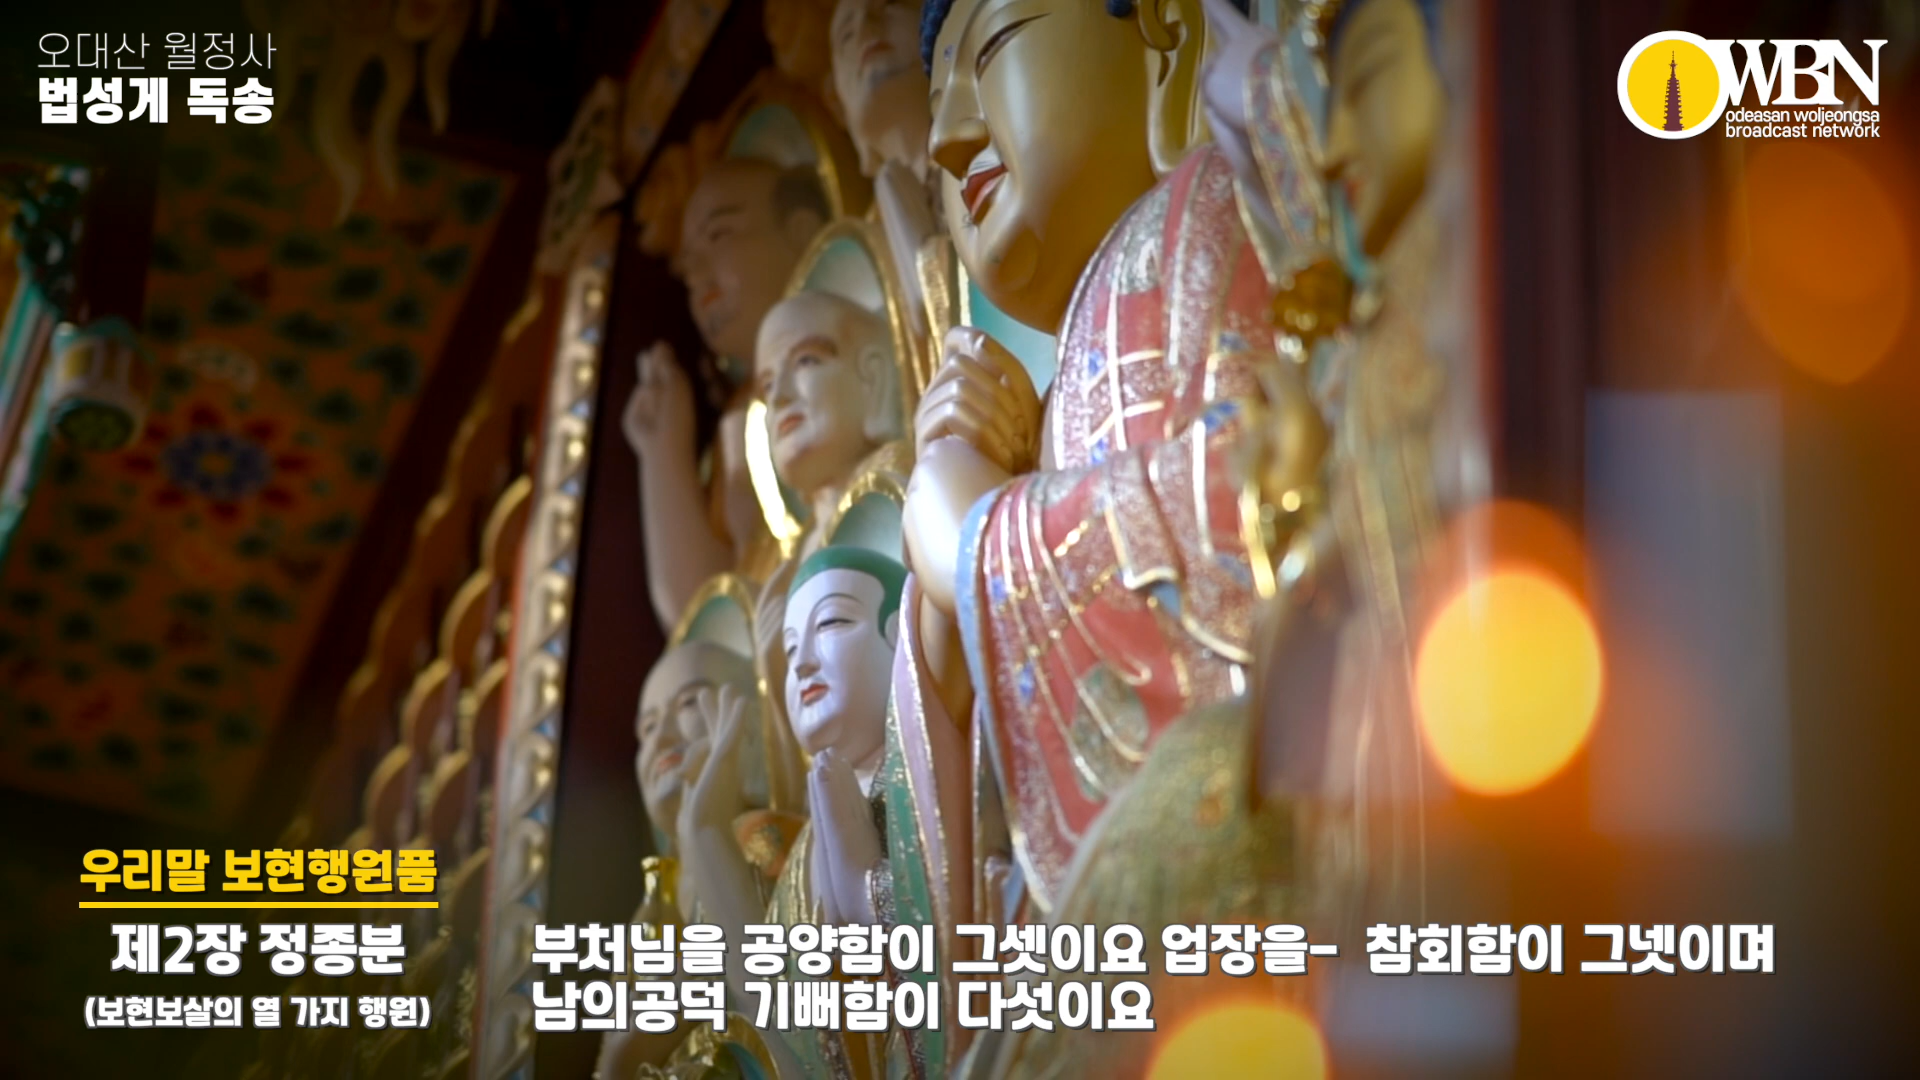 오대산 월정사
법성게 독송
WBN
odeasan woljeongsa
broadcast network
우리말 보현행원품
제2장 정종분
(보현보살의 열 가지 행원)
부처님을 공양함이 그셋이요 업장을- 참회함이 그넷이며
남의공덕 기뻐함이 다섯이요